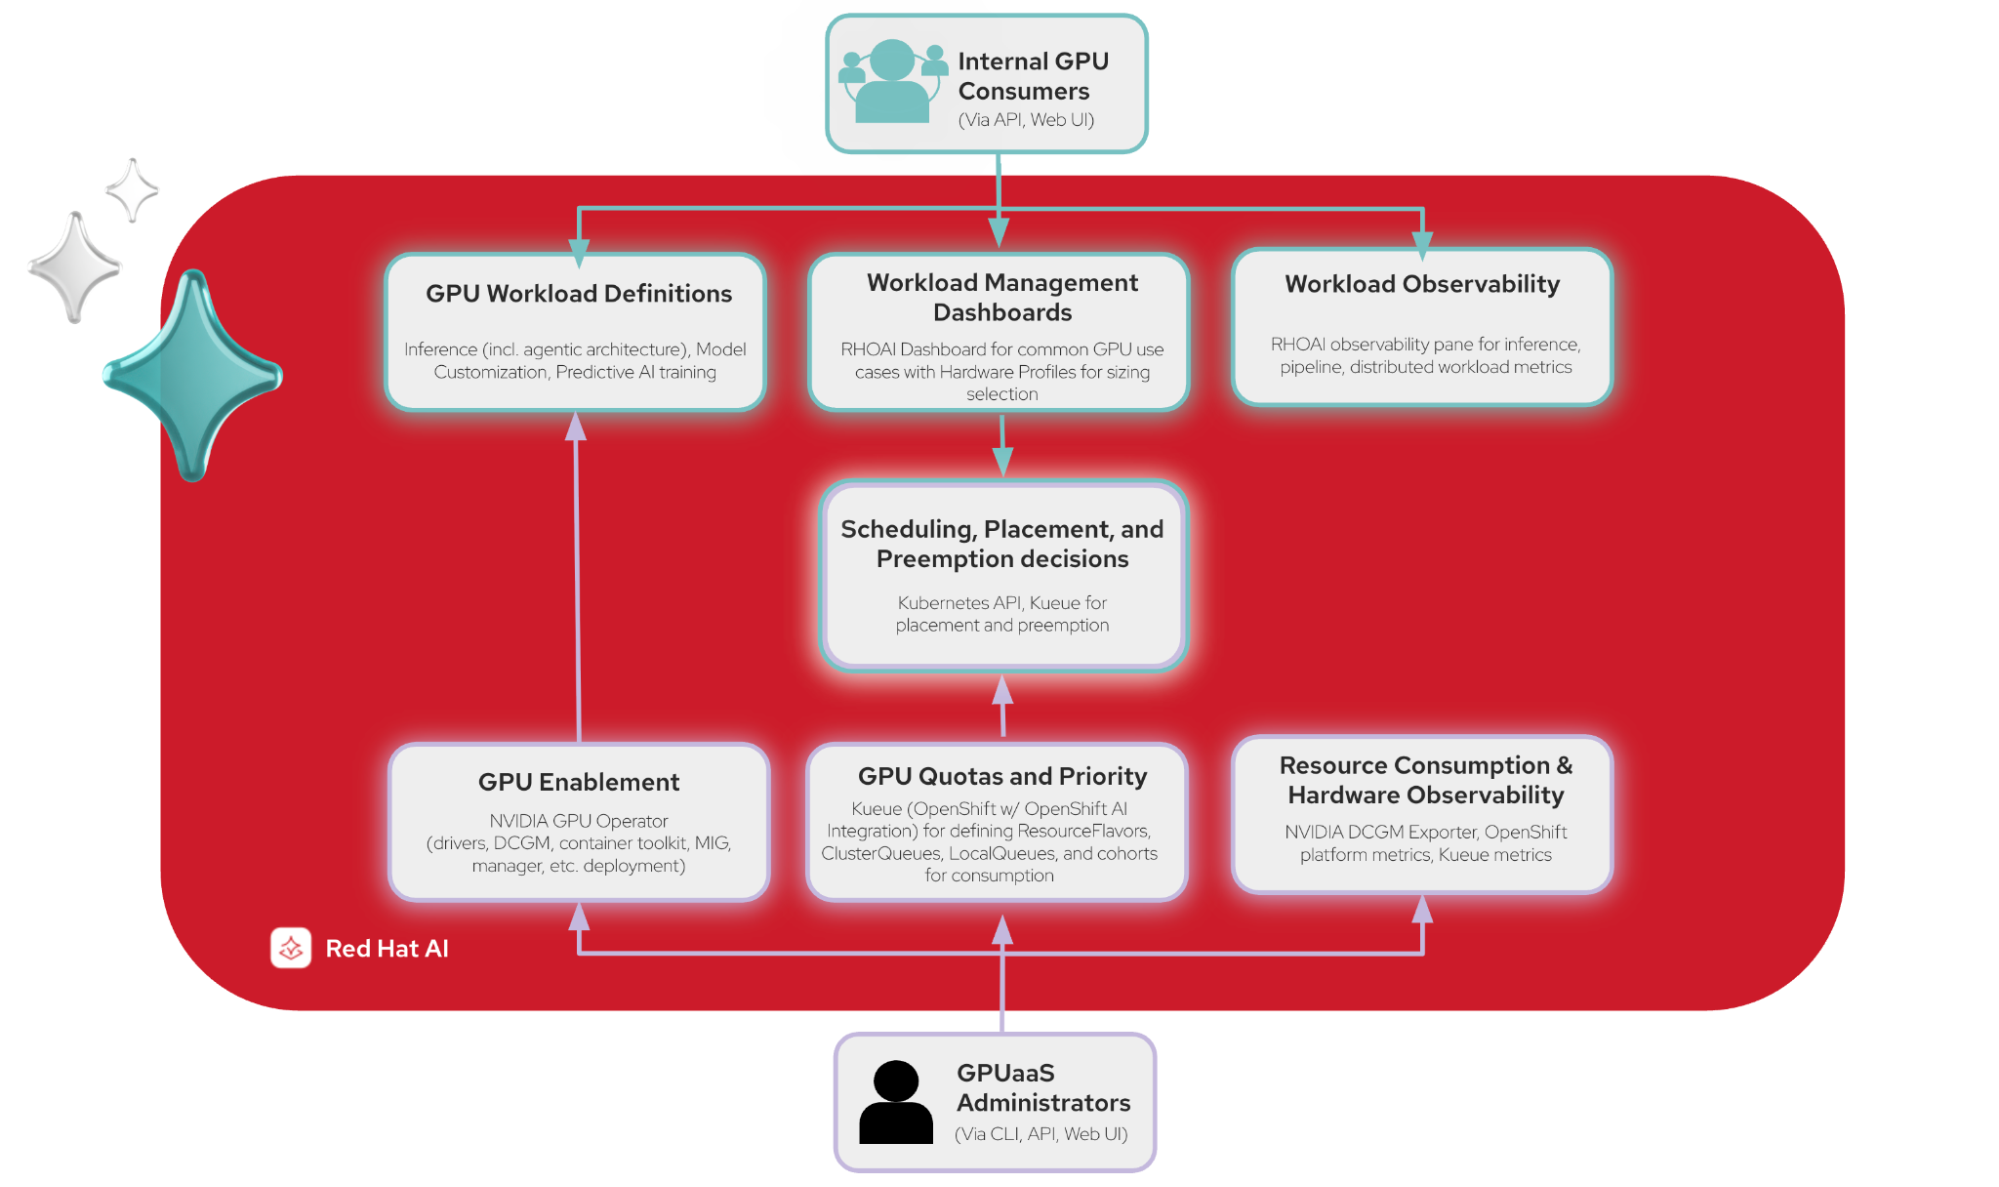 Internal GPU
Consumers
(Via API, Web UI)
GPU Workload Definitions
Inference (incl. agentic architecture), Model
Customization, Predictive AI training
Workload Management
Dashboards
RHOAI Dashboard for common GPU use
cases with Hardware Profiles for sizing
selection
Workload Observability
RHOAI observability pane for inference,
pipeline, distributed workload metrics
Scheduling, Placement, and
Preemption decisions
Kubernetes API, Kueue for
placement and preemption
GPU Enablement
NVIDIA GPU Operator
(drivers, DCGM, container toolkit, MIG,
manager, etc. deployment)
GPU Quotas and Priority
Kueue (OpenShift w/ OpenShift AI
Integration) for defining ResourceFlavors,
ClusterQueues, LocalQueues, and cohorts
for consumption
Resource Consumption &
Hardware Observability
NVIDIA DCGM Exporter, OpenShift
platform metrics, Kueue metrics
Red Hat AI
GPUaaS
Administrators
(Via CLI, API, Web UI)